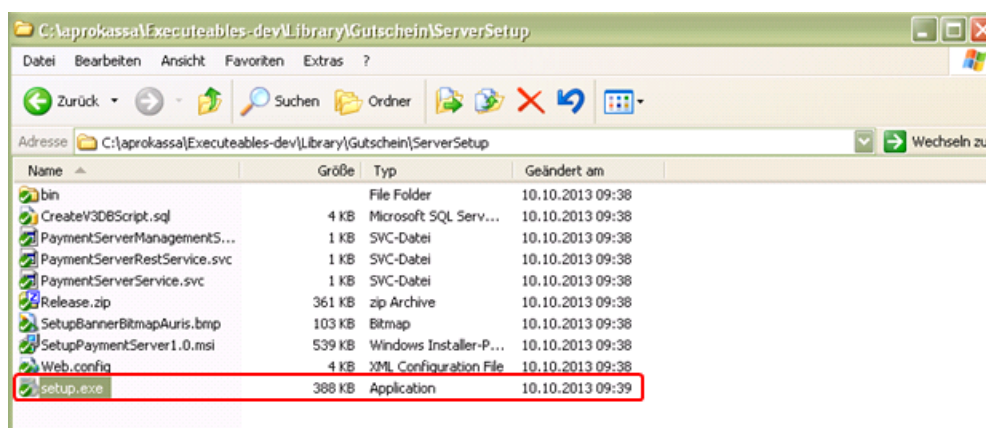 C:\aprokassa\Executeables-dev\Library\Gutschein\ServerSetup
Datei Bearbeiten Ansicht Favoriten Extras ?
Zurück Suchen Ordner
Adresse C:\aprokassa\Executeables-dev\Library\Gutschein\ServerSetup Wechseln zu
Name Größe Typ Geändert am
bin File Folder 10.10.2013 09:38
CreateV3DBScript.sql 4 KB Microsoft SQL Serv... 10.10.2013 09:38
PaymentServerManagementS... 1 KB SVC-Datei 10.10.2013 09:38
PaymentServerRestService.svc 1 KB SVC-Datei 10.10.2013 09:38
PaymentServerService.svc 1 KB SVC-Datei 10.10.2013 09:38
Release.zip 361 KB zip Archive 10.10.2013 09:38
SetupBannerBitmapAuris.bmp 103 KB Bitmap 10.10.2013 09:38
SetupPaymentServer1.0.msi 539 KB Windows Installer-P... 10.10.2013 09:38
Web.config 4 KB XML Configuration File 10.10.2013 09:38
setup.exe 388 KB Application 10.10.2013 09:39